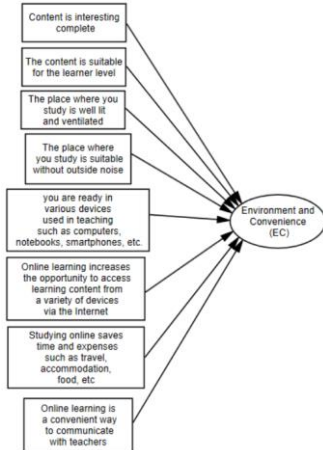 Content is interesting
complete
The content is suitable
for the learner level
The place where you
study is well lit
and ventilated
The place where
you study is suitable
without outside noise
you are ready in
various devices
used in teaching
such as computers,
notebooks, smartphones, etc.
Online learning increases
the opportunity to access
learning content from
a variety of devices
via the Internet
Studying online saves
time and expenses
such as travel,
accommodation,
food, etc
Online learning is
a convenient way
to communicate
with teachers
Environment and
Convenience
(EC)